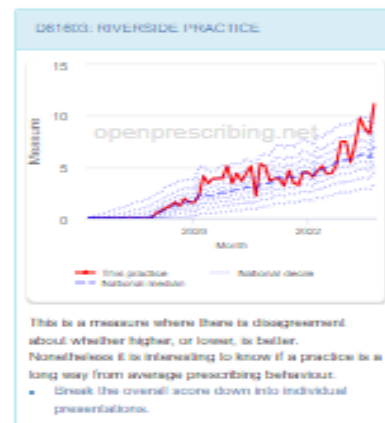 D81603: RIVERSIDE PRACTICE
15
10
5
0
Measure
openprescribing.net
2020
2022
Month
This practice
National decile
National median
This is a measure where there is disagreement
about whether higher, or lower, is better.
Nonetheless it is interesting to know if a practice is a
long way from average prescribing behaviour.
Break the overall score down into individual
presentations.